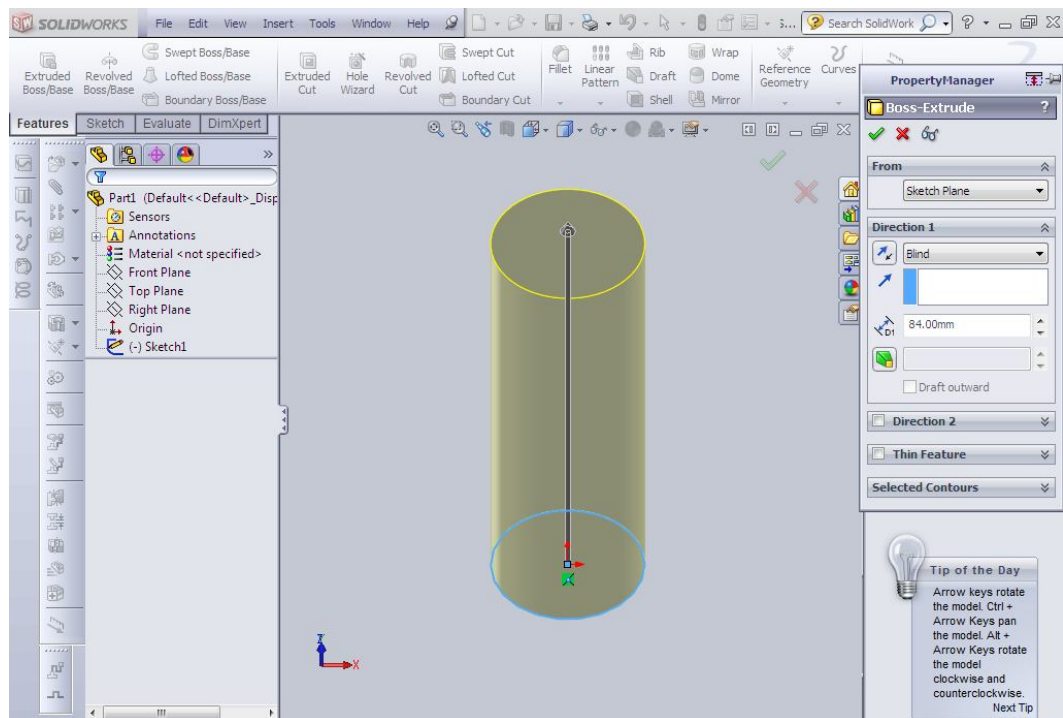 SOLIDWORKS File Edit View Insert Tools Window Help S... Search SolidWork
Extruded Boss/Base
Revolved Boss/Base
Swept Boss/Base
Lofted Boss/Base
Boundary Boss/Base
Extruded Cut
Hole Wizard
Revolved Cut
Swept Cut
Lofted Cut
Boundary Cut
Fillet
Linear Pattern
Rib
Draft
Shell
Wrap
Dome
Mirror
Reference Geometry
Curves
Features Sketch Evaluate DimXpert
Part1 (Default<<Default>_Disp
Sensors
Annotations
Material <not specified>
Front Plane
Top Plane
Right Plane
Origin
(-) Sketch1
Z
X
PropertyManager
Boss-Extrude ?
From
Sketch Plane
Direction 1
Blind
D1 84.00mm
Draft outward
Direction 2
Thin Feature
Selected Contours
Tip of the Day
Arrow keys rotate
the model. Ctrl +
Arrow Keys pan
the model. Alt +
Arrow Keys rotate
the model
clockwise and
counterclockwise.
Next Tip